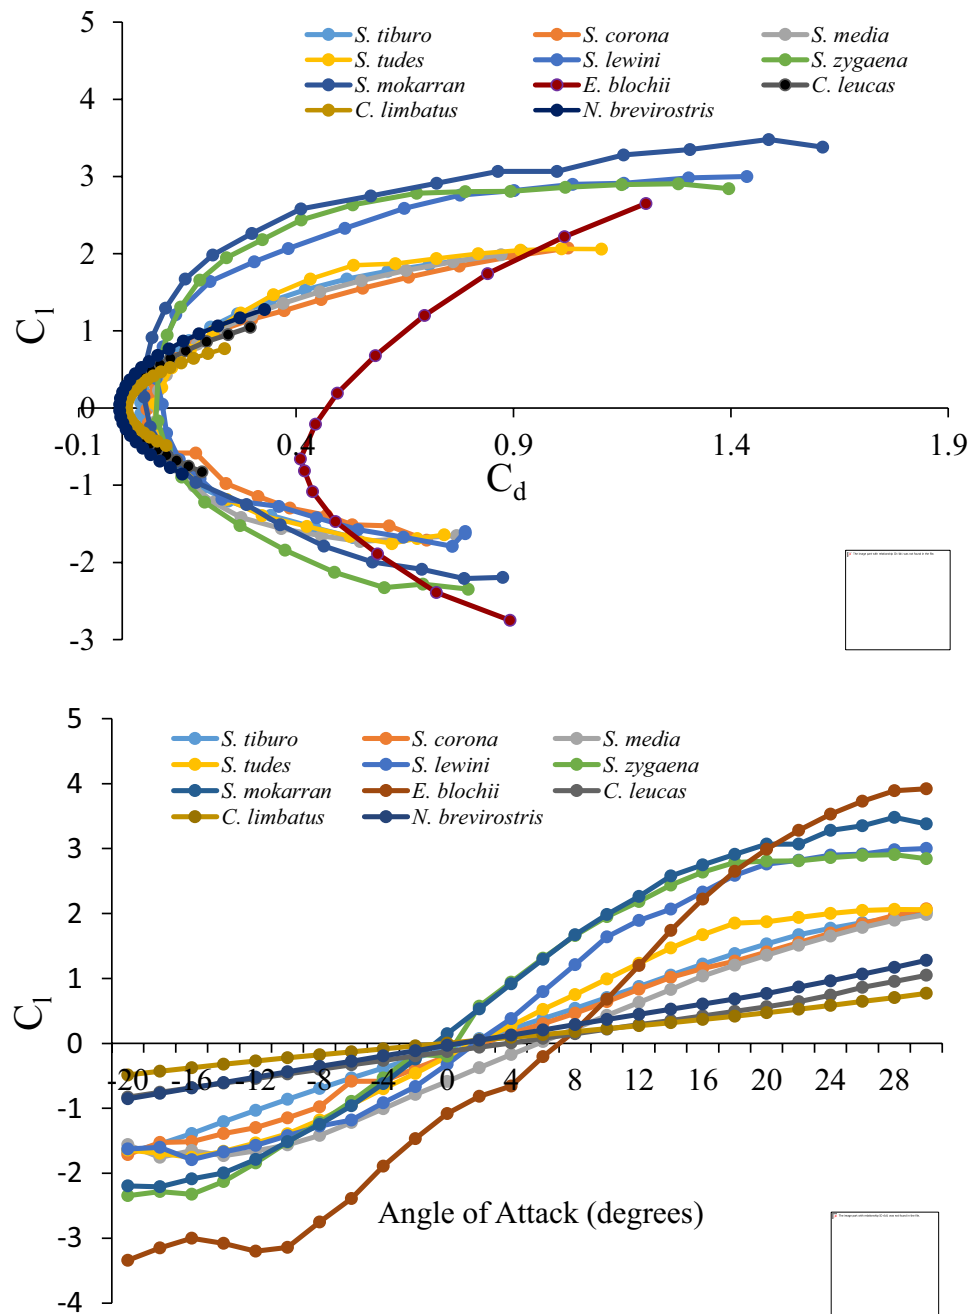 5
S. tiburo S. corona S. media
S. tudes S. lewini S. zygaena
4
S. mokarran E. blochii C. leucas
C. limbatus N. brevirostris
3
2
C1
1
0
-0.1 0.4 0.9 1.4 1.9
Cd
-1
-2
-3
5
S. tiburo S. corona S. media
S. tudes S. lewini S. zygaena
4
S. mokarran E. blochii C. leucas
C. limbatus N. brevirostris
3
2
1
C1
0
-20 -16 -12 -8 -4 0 4 8 12 16 20 24 28
-1
-2
Angle of Attack (degrees)
-3
-4